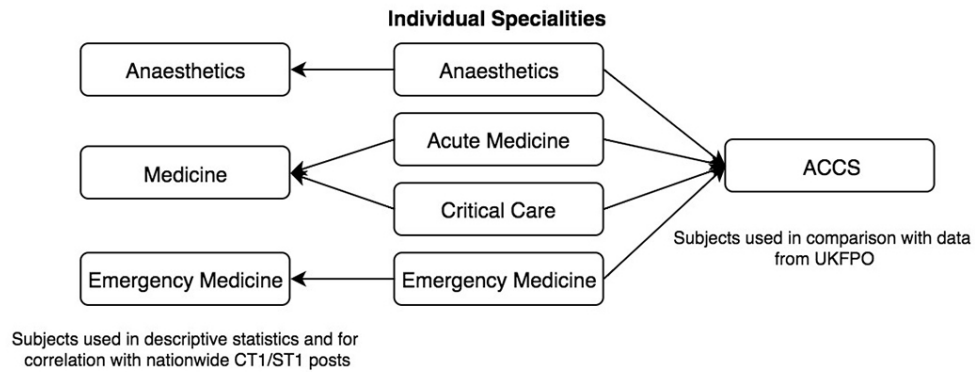 Individual Specialities
Anaesthetics
Medicine
Emergency Medicine
Subjects used in descriptive statistics and for
correlation with nationwide CT1/ST1 posts
Anaesthetics
Acute Medicine
Critical Care
Emergency Medicine
ACCS
Subjects used in comparison with data
from UKFPO